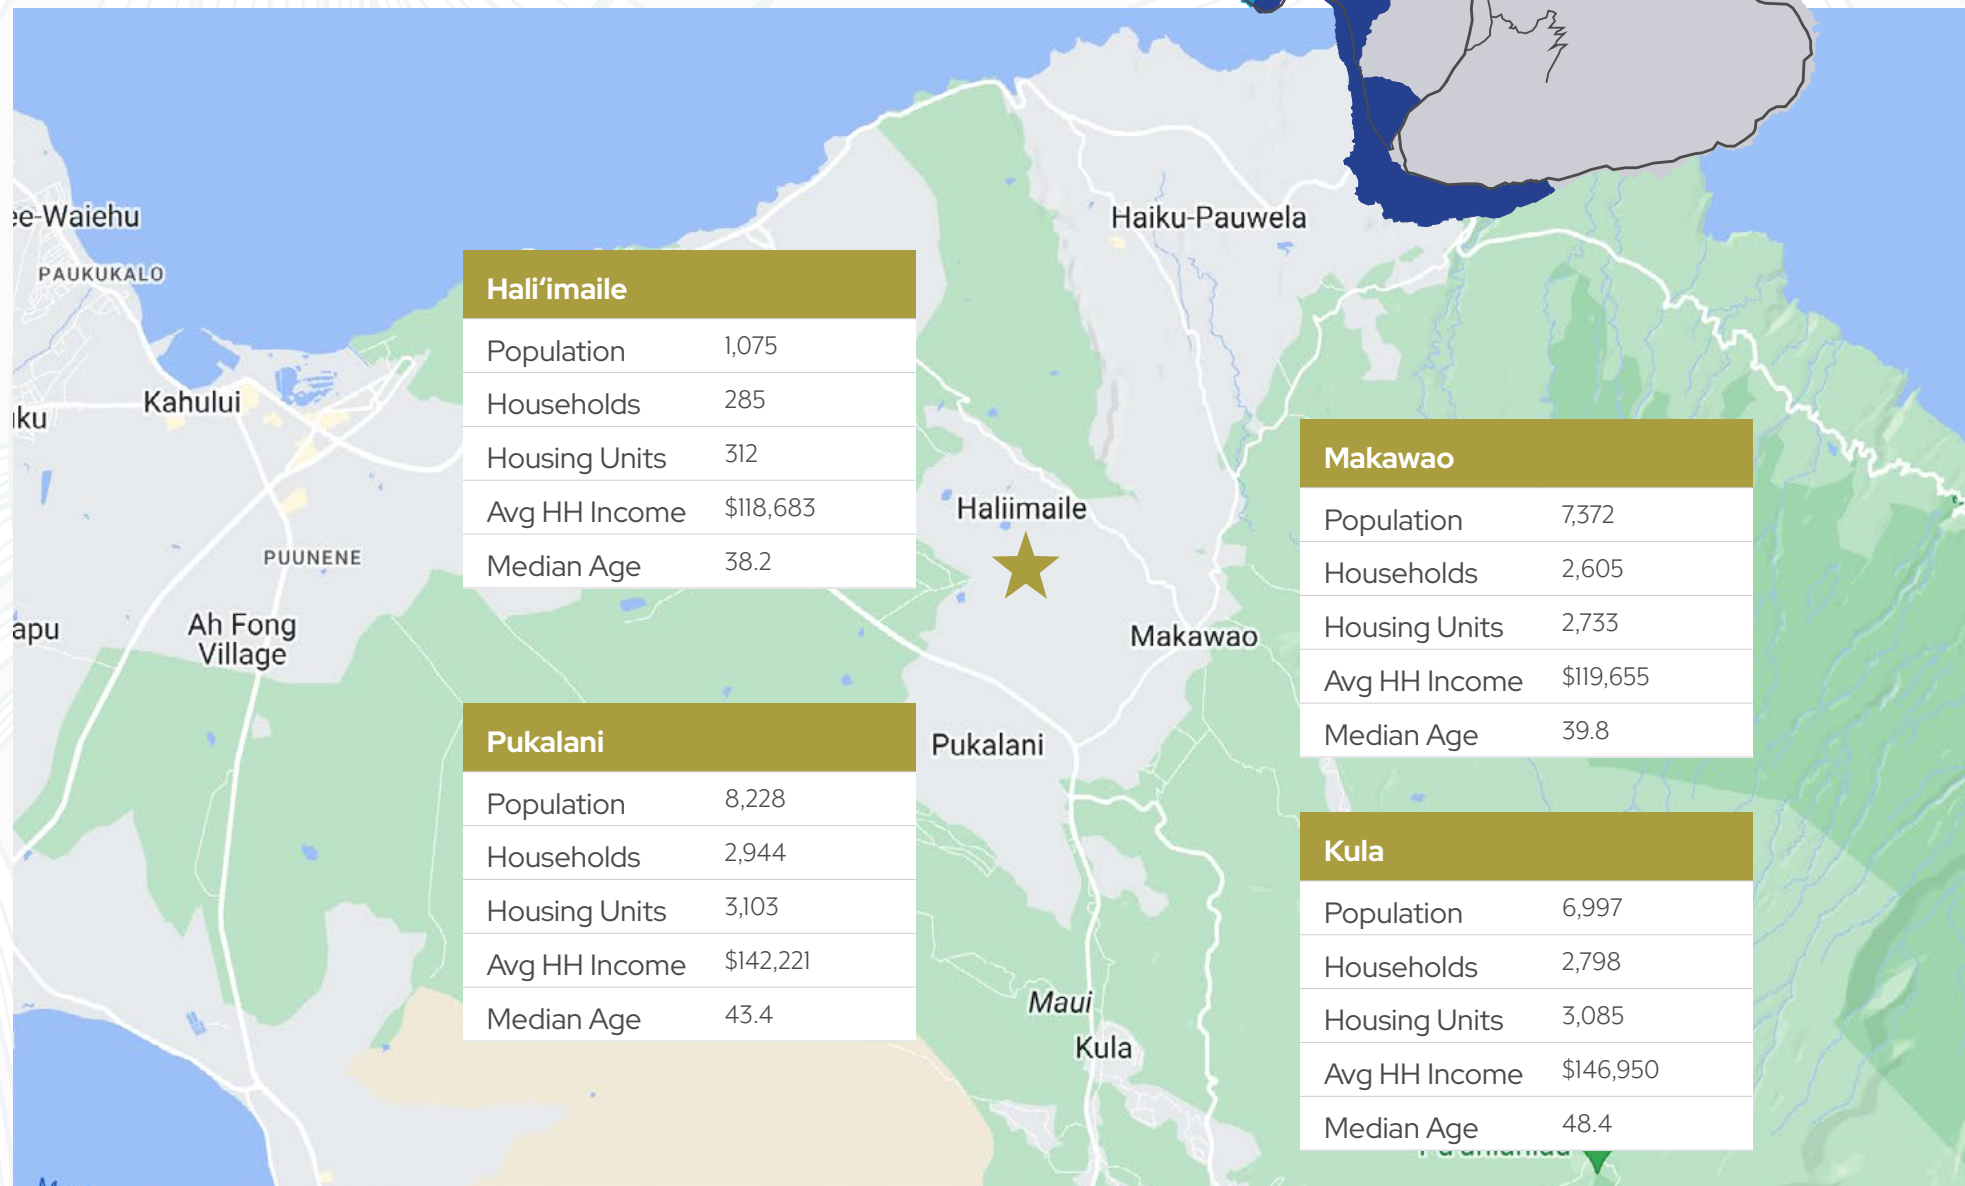 Haiku-Pauwela
ee-Waiehu
PAUKUKALO
Kahului
ku
PUUNENE
Ah Fong
Village
apu
Haliimaile
Makawao
Pukalani
Maui
Kula
Hali‘imaile
Population 1,075
Households 285
Housing Units 312
Avg HH Income $118,683
Median Age 38.2
Makawao
Population 7,372
Households 2,605
Housing Units 2,733
Avg HH Income $119,655
Median Age 39.8
Pukalani
Population 8,228
Households 2,944
Housing Units 3,103
Avg HH Income $142,221
Median Age 43.4
Kula
Population 6,997
Households 2,798
Housing Units 3,085
Avg HH Income $146,950
Median Age 48.4